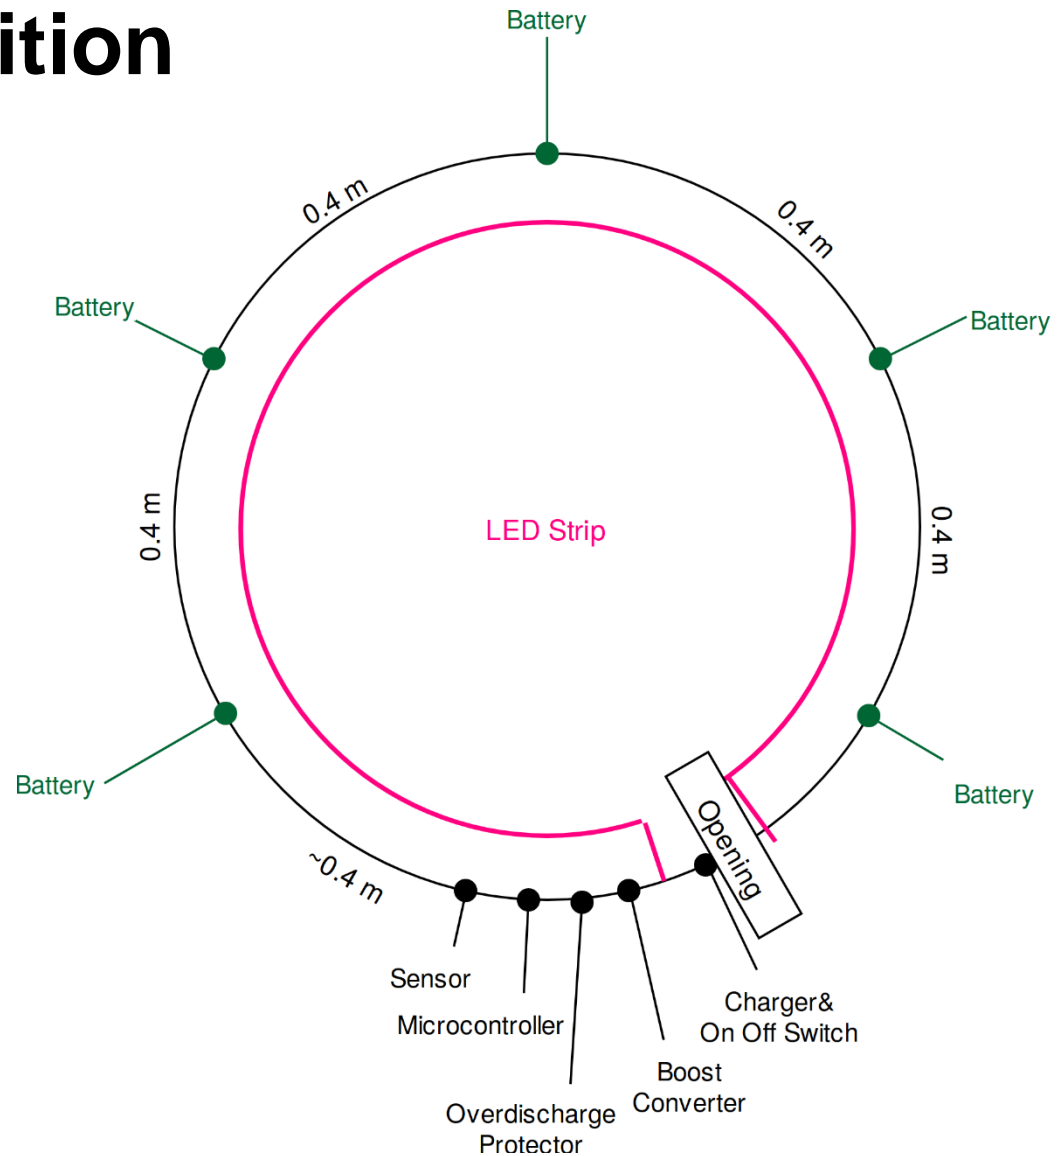 ition
Battery
0.4 m
0.4 m
Battery
Battery
0.4 m
LED Strip
0.4 m
Battery
Battery
Opening
~0.4 m
Sensor
Microcontroller
Charger&
On Off Switch
Boost
Converter
Overdischarge
Protector